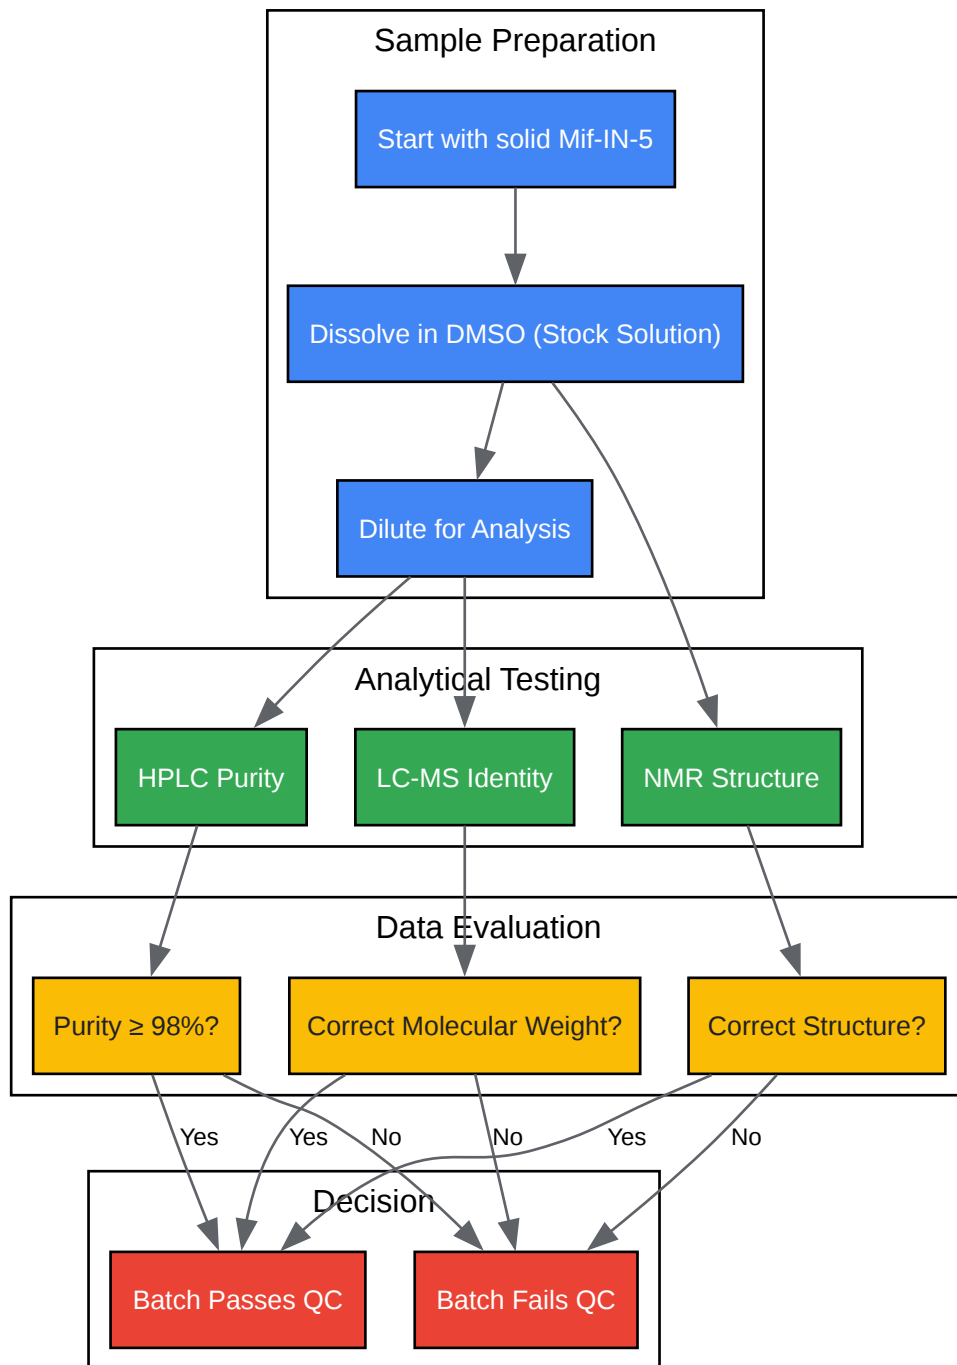 Sample Preparation
Start with solid Mif-IN-5
Dissolve in DMSO (Stock Solution)
Dilute for Analysis
Analytical Testing
HPLC Purity
LC-MS Identity
NMR Structure
Data Evaluation
Purity ≥ 98%?
Correct Molecular Weight?
Correct Structure?
Yes
Yes
No
No
Yes
No
Decision
Batch Passes QC
Batch Fails QC